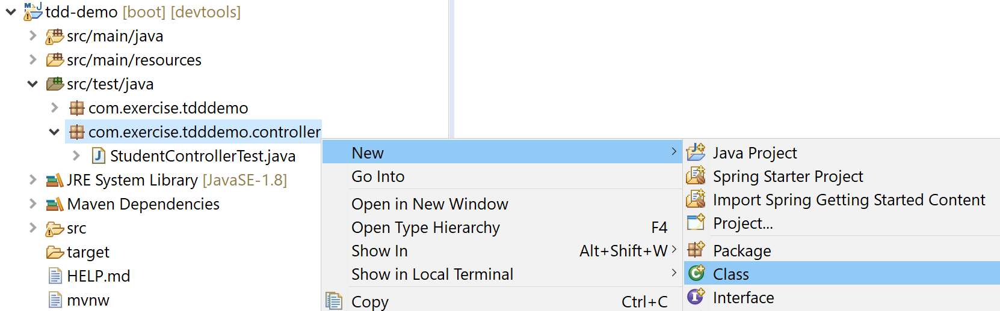 tdd-demo [boot] [devtools]
src/main/java
src/main/resources
src/test/java
com.exercise.tdddemo
com.exercise.tdddemo.controller
StudentControllerTest.java
JRE System Library [JavaSE-1.8]
Maven Dependencies
src
target
HELP.md
mvnw
New
Go Into
Open in New Window
Open Type Hierarchy F4
Show In Alt+Shift+W
Show in Local Terminal
Copy Ctrl+C
Java Project
Spring Starter Project
Import Spring Getting Started Content
Project...
Package
Class
Interface